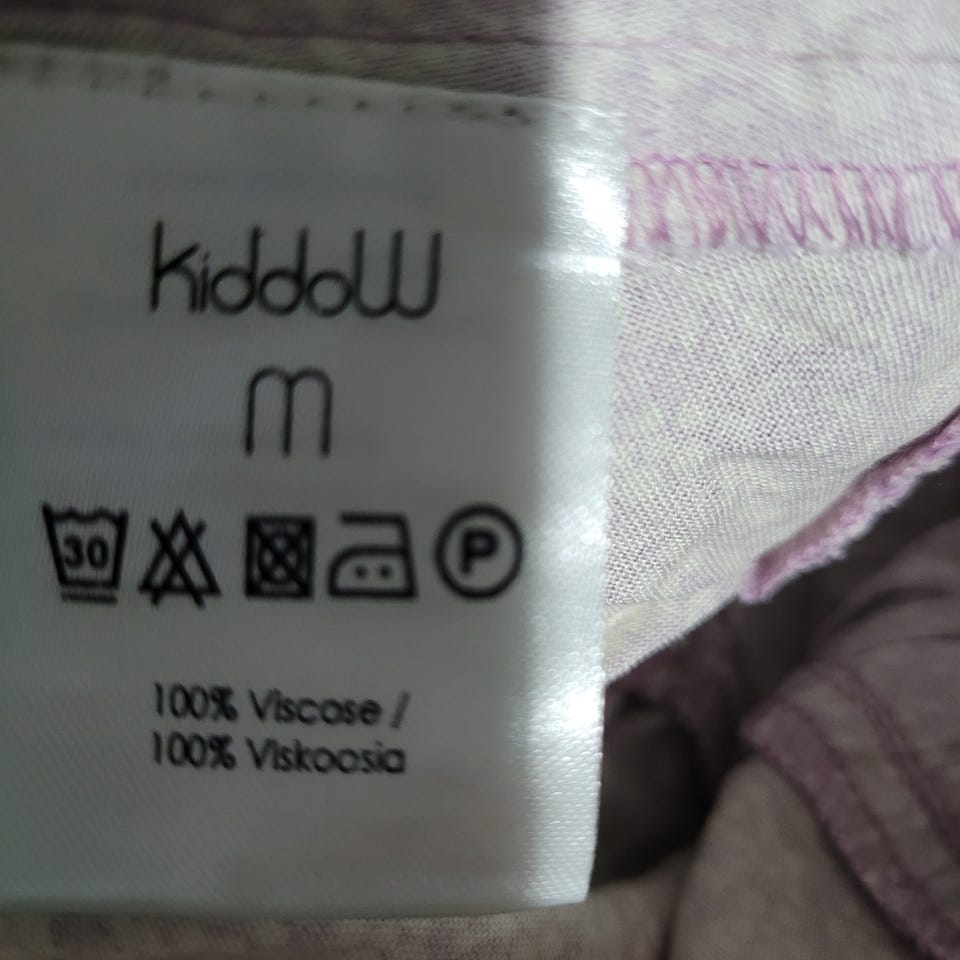 kiddoW
m
30 P
100% Viscose /
100% Viskoosia